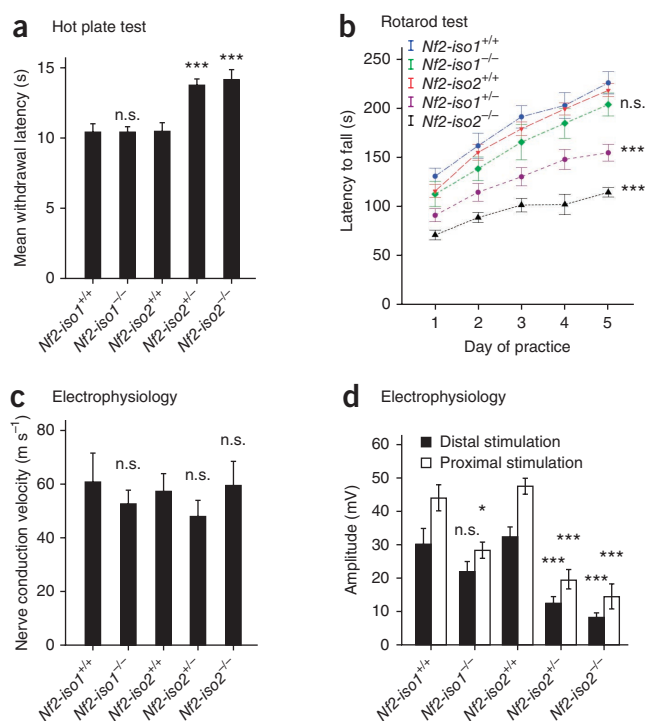 a Hot plate test
Mean withdrawal latency (s)
15
10
5
0
n.s.
***
***
Nf2-iso1+/+
Nf2-iso1−/−
Nf2-iso2+/+
Nf2-iso2+/−
Nf2-iso2−/−
b Rotarod test
Latency to fall (s)
250
200
150
100
50
0
Nf2-iso1+/+
Nf2-iso1−/−
Nf2-iso2+/+
Nf2-iso1+/−
Nf2-iso2−/−
n.s.
***
***
1 2 3 4 5
Day of practice
c Electrophysiology
Nerve conduction velocity (m s−1)
80
60
40
20
0
n.s.
n.s.
n.s.
Nf2-iso1+/+
Nf2-iso1−/−
Nf2-iso2+/+
Nf2-iso2+/−
Nf2-iso2−/−
d Electrophysiology
Distal stimulation
Proximal stimulation
Amplitude (mV)
60
50
40
30
20
10
0
n.s.
*
***
***
***
***
Nf2-iso1+/+
Nf2-iso1−/−
Nf2-iso2+/+
Nf2-iso2+/−
Nf2-iso2−/−